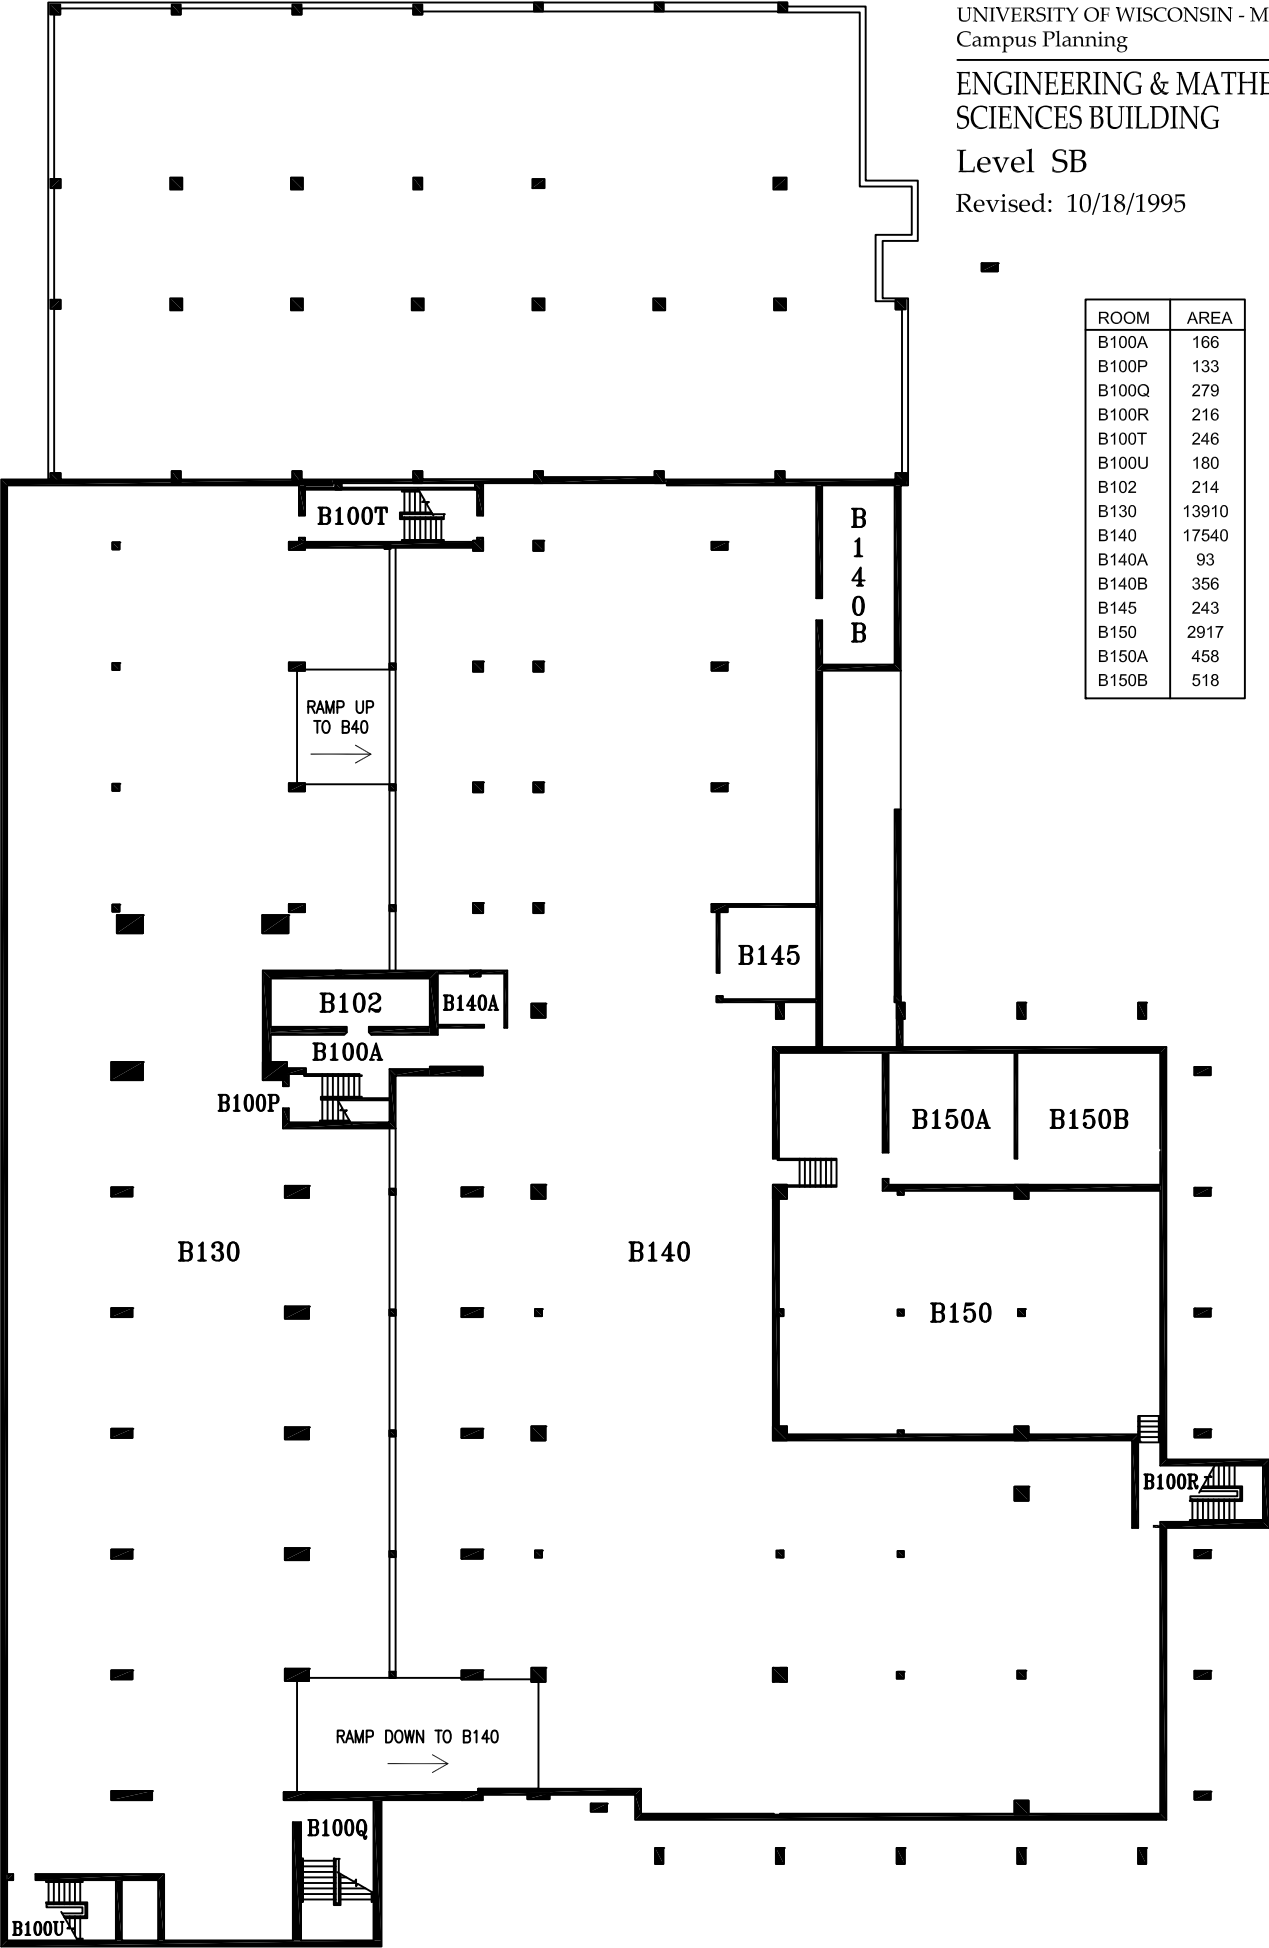 UNIVERSITY OF WISCONSIN - M
Campus Planning
ENGINEERING & MATHE
SCIENCES BUILDING
Level SB
Revised: 10/18/1995
ROOM AREA
B100A 166
B100P 133
B100Q 279
B100R 216
B100T 246
B100U 180
B102 214
B130 13910
B140 17540
B140A 93
B140B 356
B145 243
B150 2917
B150A 458
B150B 518
B100T
B
1
4
0
B
RAMP UP
TO B40
B145
B102
B140A
B100A
B100P
B150A
B150B
B130
B140
B150
B100R
RAMP DOWN TO B140
B100Q
B100U